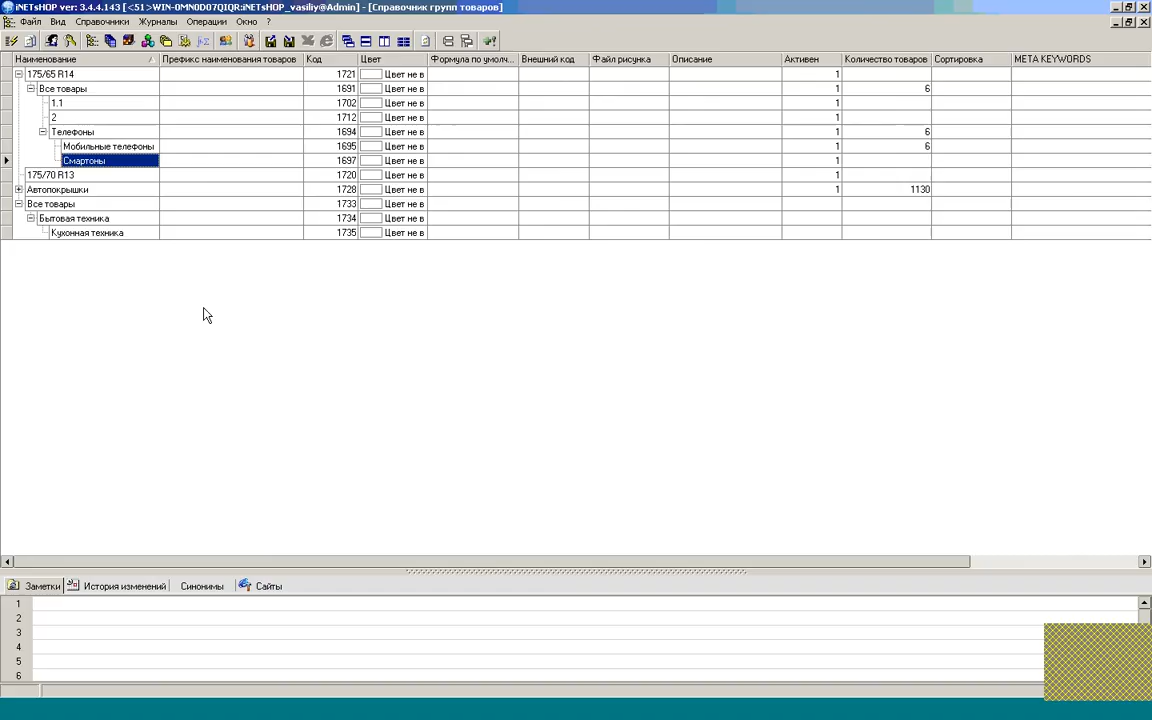 iNETsHOP ver: 3.4.4.143 [<51>WIN-0MN0D07QIQR:iNETsHOP_vasiliy@Admin] - [Справочник групп товаров]
Файл Вид Справочники Журналы Операции Окно ?
Наименование Префикс наименования товаров Код Цвет Формула по умолч... Внешний код Файл рисунка Описание Активен Количество товаров Сортировка META KEYWORDS
175/65 R14 1721 Цвет не в 1
Все товары 1691 Цвет не в 1 6
1.1 1702 Цвет не в 1
2 1712 Цвет не в 1
Телефоны 1694 Цвет не в 1 6
Мобильные телефоны 1695 Цвет не в 1 6
Смартоны 1697 Цвет не в 1
175/70 R13 1720 Цвет не в 1
Автопокрышки 1728 Цвет не в 1 1130
Все товары 1733 Цвет не в
Бытовая техника 1734 Цвет не в
Кухонная техника 1735 Цвет не в
Заметки История изменений Синонимы Сайты
1
2
3
4
5
6